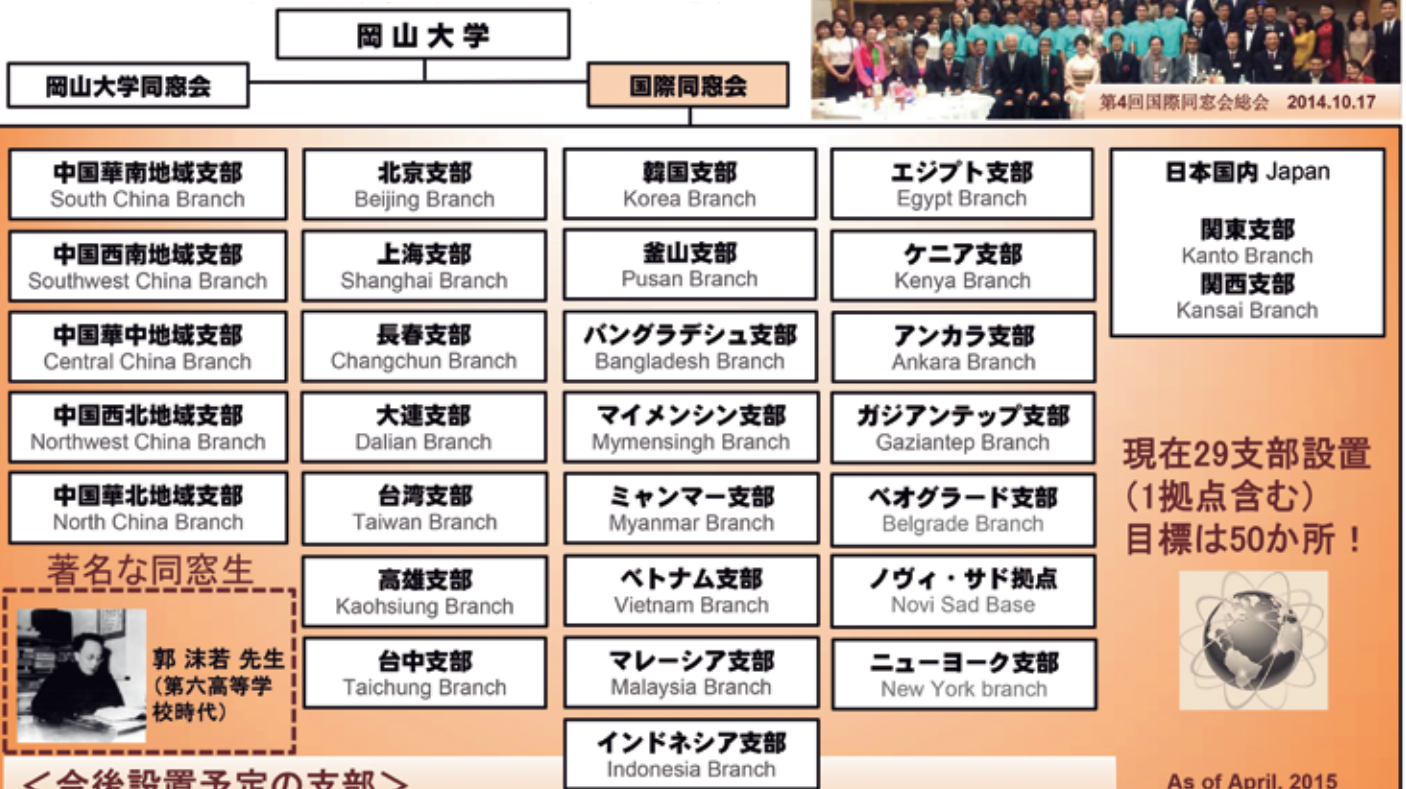 岡山大学
岡山大学同窓会
国際同窓会
第4回国際同窓会総会 2014.10.17
中国華南地域支部
South China Branch
中国西南地域支部
Southwest China Branch
中国華中地域支部
Central China Branch
中国西北地域支部
Northwest China Branch
中国華北地域支部
North China Branch
北京支部
Beijing Branch
上海支部
Shanghai Branch
長春支部
Changchun Branch
大連支部
Dalian Branch
台湾支部
Taiwan Branch
高雄支部
Kaohsiung Branch
台中支部
Taichung Branch
韓国支部
Korea Branch
釜山支部
Pusan Branch
バングラデシュ支部
Bangladesh Branch
マイメンシン支部
Mymensingh Branch
ミャンマー支部
Myanmar Branch
ベトナム支部
Vietnam Branch
マレーシア支部
Malaysia Branch
インドネシア支部
Indonesia Branch
エジプト支部
Egypt Branch
ケニア支部
Kenya Branch
アンカラ支部
Ankara Branch
ガジアンテップ支部
Gaziantep Branch
ベオグラード支部
Belgrade Branch
ノヴィ・サド拠点
Novi Sad Base
ニューヨーク支部
New York branch
日本国内 Japan
関東支部
Kanto Branch
関西支部
Kansai Branch
現在29支部設置
(1拠点含む)
目標は50か所!
著名な同窓生
郭 沫若 先生
(第六高等学
校時代)
<今後設置予定の支部>
As of April, 2015